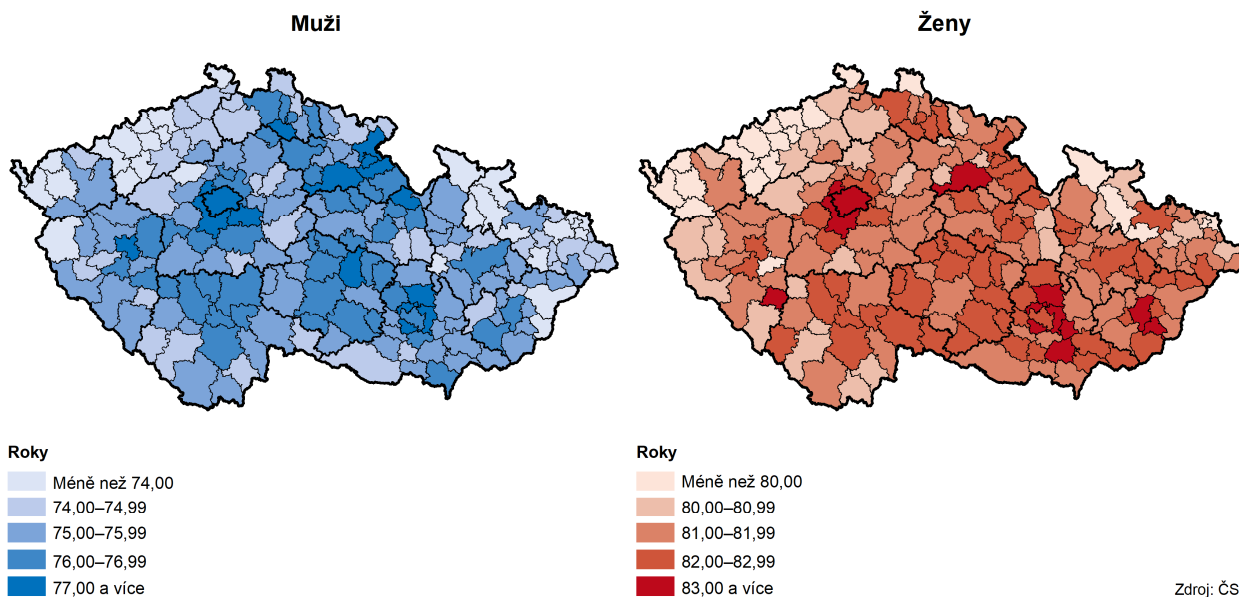 Muži
Ženy
Roky
Méně než 74,00
74,00–74,99
75,00–75,99
76,00–76,99
77,00 a více
Roky
Méně než 80,00
80,00–80,99
81,00–81,99
82,00–82,99
83,00 a více
Zdroj: ČS